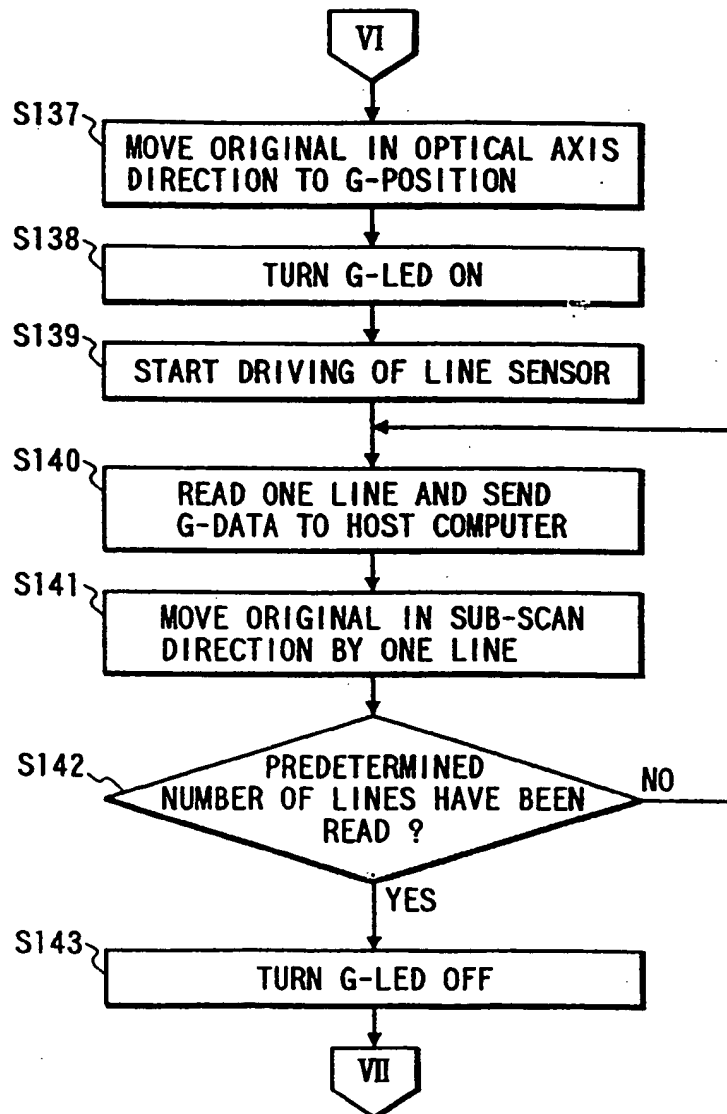 VI
S137
MOVE ORIGINAL IN OPTICAL AXIS
DIRECTION TO G-POSITION
S138
TURN G-LED ON
S139
START DRIVING OF LINE SENSOR
S140
READ ONE LINE AND SEND
G-DATA TO HOST COMPUTER
S141
MOVE ORIGINAL IN SUB-SCAN
DIRECTION BY ONE LINE
S142
PREDETERMINED
NUMBER OF LINES HAVE BEEN
READ ?
NO
YES
S143
TURN G-LED OFF
VII